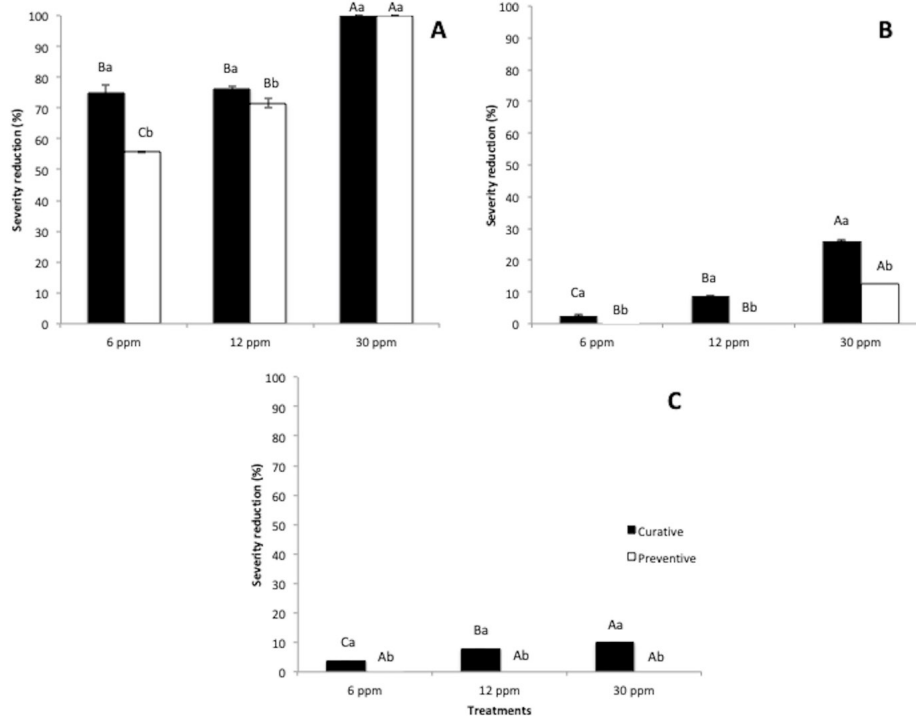 A
Severity reduction (%)
100
90
80
70
60
50
40
30
20
10
0
Ba
Cb
Ba
Bb
Aa
Aa
6 ppm
12 ppm
30 ppm
B
Severity reduction (%)
100
90
80
70
60
50
40
30
20
10
0
Ca
Bb
Ba
Bb
Aa
Ab
6 ppm
12 ppm
30 ppm
C
Severity reduction (%)
100
90
80
70
60
50
40
30
20
10
0
Curative
Preventive
Ca
Ab
Ba
Ab
Aa
Ab
6 ppm
12 ppm
30 ppm
Treatments